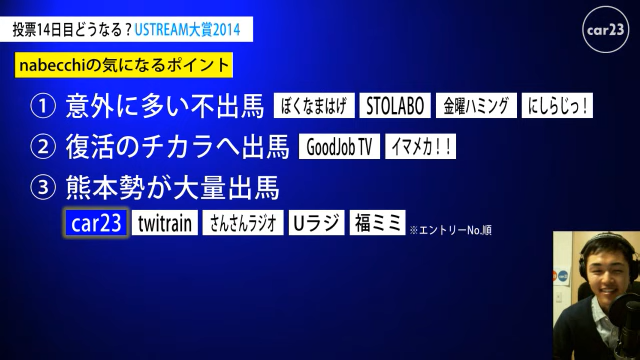 投票14日目どうなる？USTREAM大賞2014
car23
nabecchiの気になるポイント
① 意外に多い不出馬 ぼくなまはげ STOLABO 金曜ハミング にしらじっ！
② 復活のチカラへ出馬 GoodJob TV イマメカ！！
③ 熊本勢が大量出馬
car23 twitrain さんさんラジオ Uラジ 福ミミ ※エントリーNo.順